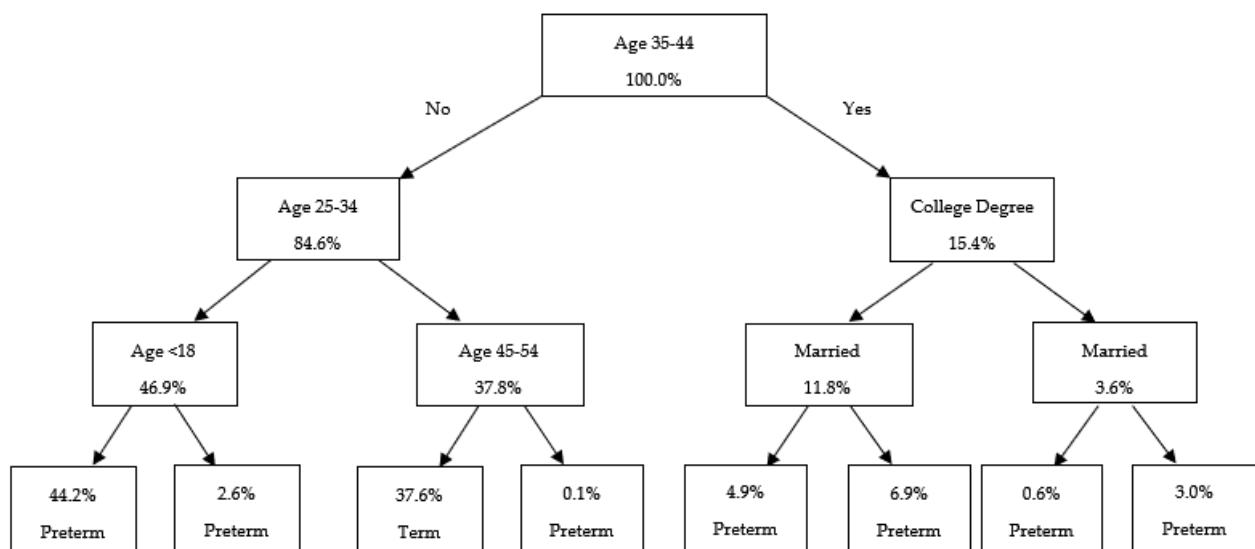 Age 35-44
100.0%
No
Yes
Age 25-34
84.6%
College Degree
15.4%
Age <18
46.9%
Age 45-54
37.8%
Married
11.8%
Married
3.6%
44.2%
Preterm
2.6%
Preterm
37.6%
Term
0.1%
Preterm
4.9%
Preterm
6.9%
Preterm
0.6%
Preterm
3.0%
Preterm